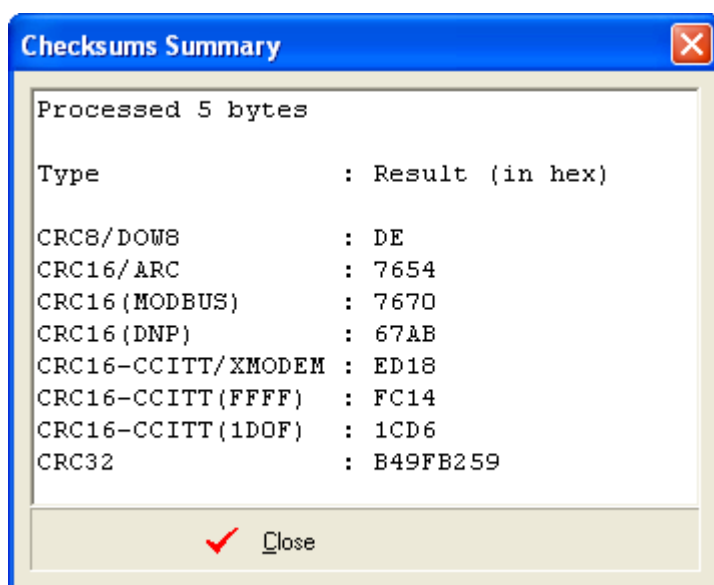 Checksums Summary
Processed 5 bytes
Type : Result (in hex)
CRC8/DOW8 : DE
CRC16/ARC : 7654
CRC16(MODBUS) : 7670
CRC16(DNP) : 67AB
CRC16-CCITT/XMODEM : ED18
CRC16-CCITT(FFFF) : FC14
CRC16-CCITT(1D0F) : 1CD6
CRC32 : B49FB259
Close